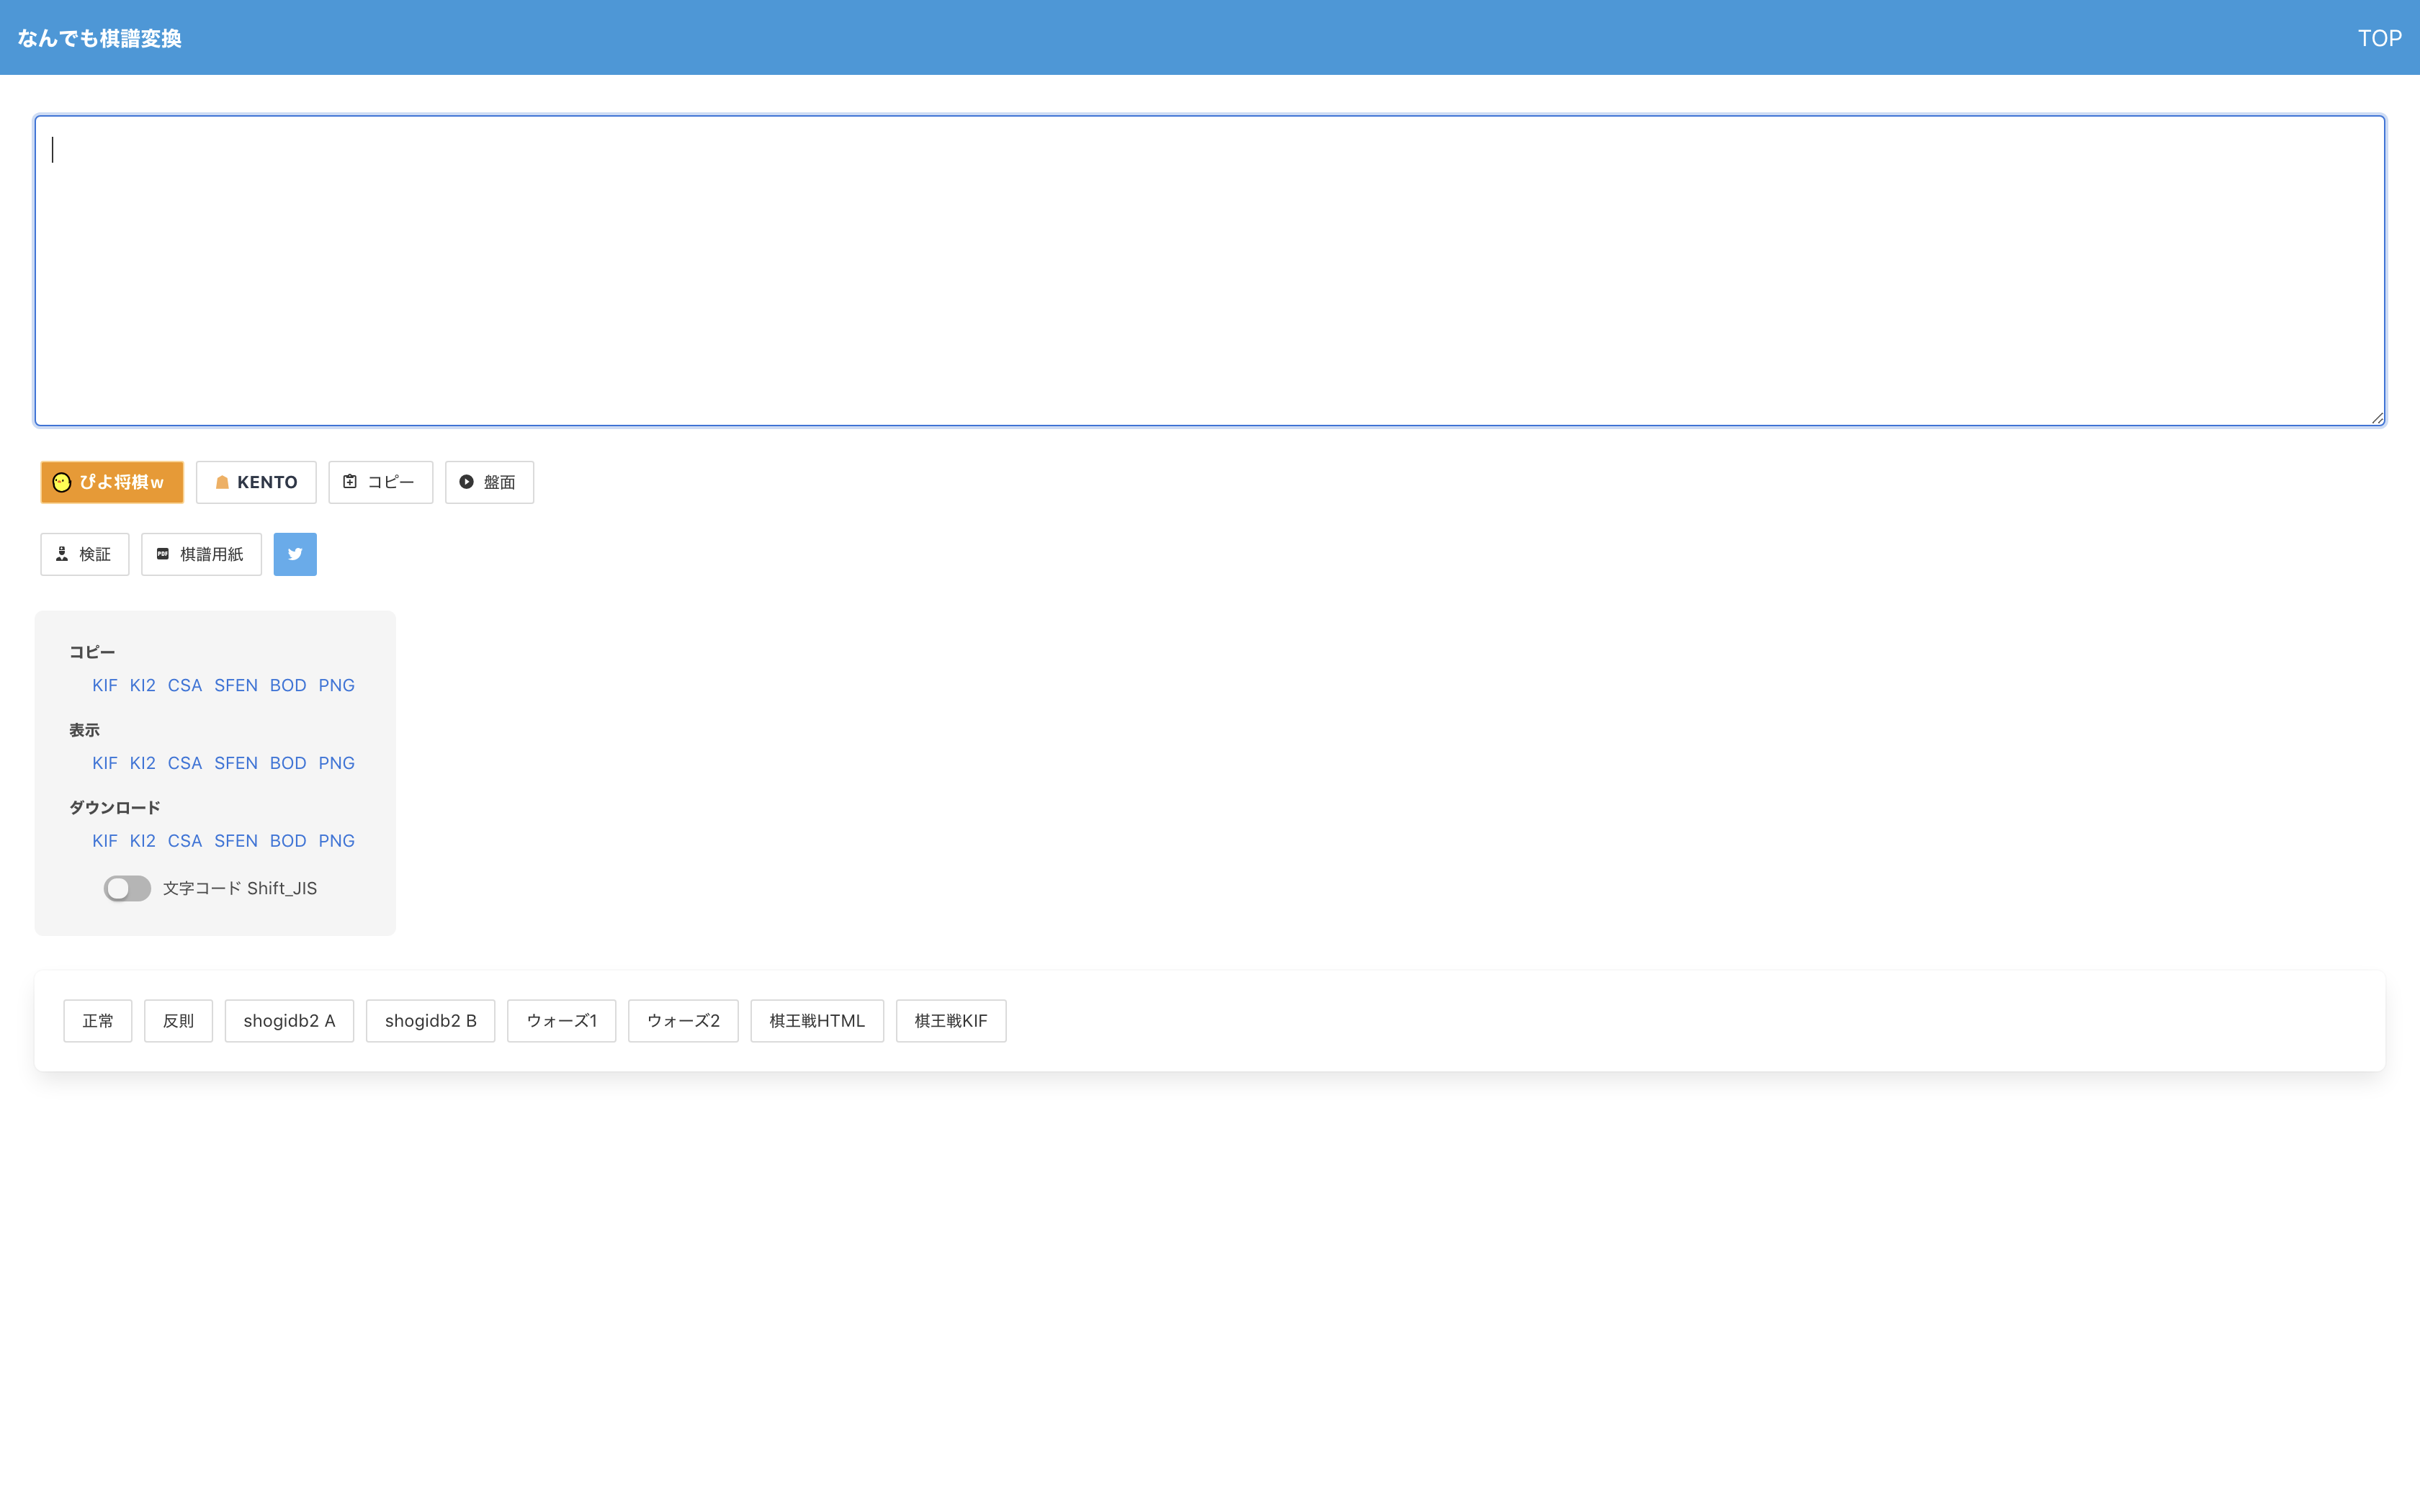 なんでも棋譜変換 TOP
ぴよ将棋w KENTO コピー 盤面
検証 PDF 棋譜用紙
コピー
KIF KI2 CSA SFEN BOD PNG
表示
KIF KI2 CSA SFEN BOD PNG
ダウンロード
KIF KI2 CSA SFEN BOD PNG
文字コード Shift_JIS
正常 反則 shogidb2 A shogidb2 B ウォーズ1 ウォーズ2 棋王戦HTML 棋王戦KIF